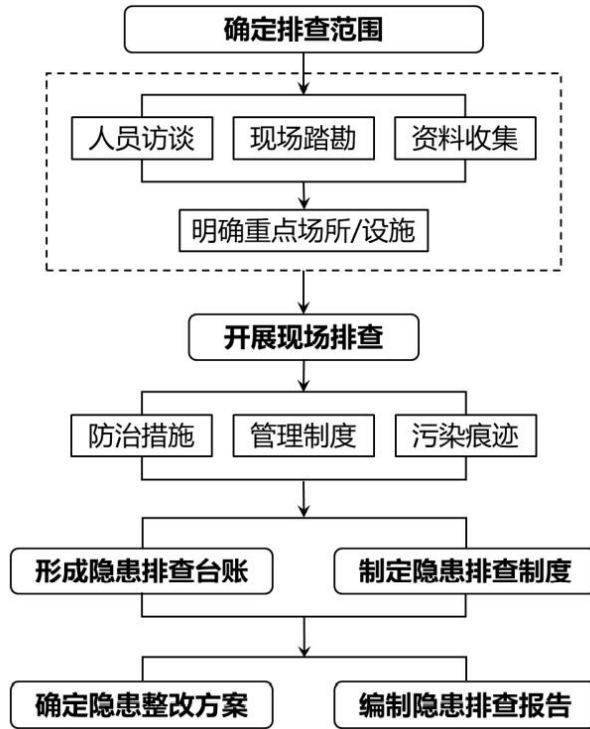 确定排查范围
人员访谈
现场踏勘
资料收集
明确重点场所/设施
开展现场排查
防治措施
管理制度
污染痕迹
形成隐患排查台账
制定隐患排查制度
确定隐患整改方案
编制隐患排查报告